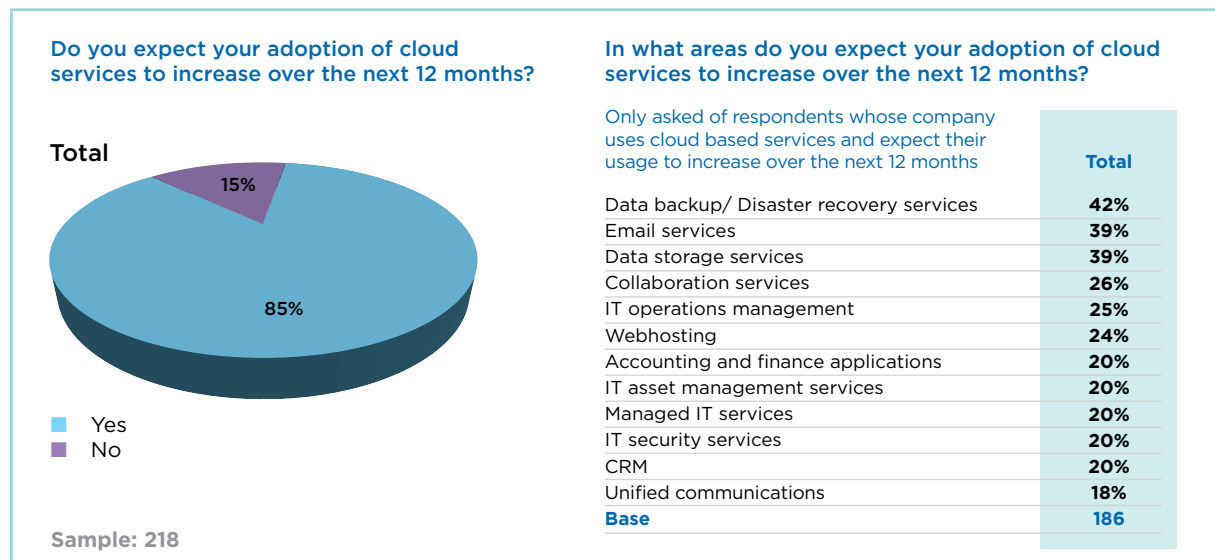 Do you expect your adoption of cloud
services to increase over the next 12 months?
Total
15%
85%
Yes
No
Sample: 218
In what areas do you expect your adoption of cloud
services to increase over the next 12 months?
Only asked of respondents whose company
uses cloud based services and expect their
usage to increase over the next 12 months Total
Data backup/ Disaster recovery services 42%
Email services 39%
Data storage services 39%
Collaboration services 26%
IT operations management 25%
Webhosting 24%
Accounting and finance applications 20%
IT asset management services 20%
Managed IT services 20%
IT security services 20%
CRM 20%
Unified communications 18%
Base 186